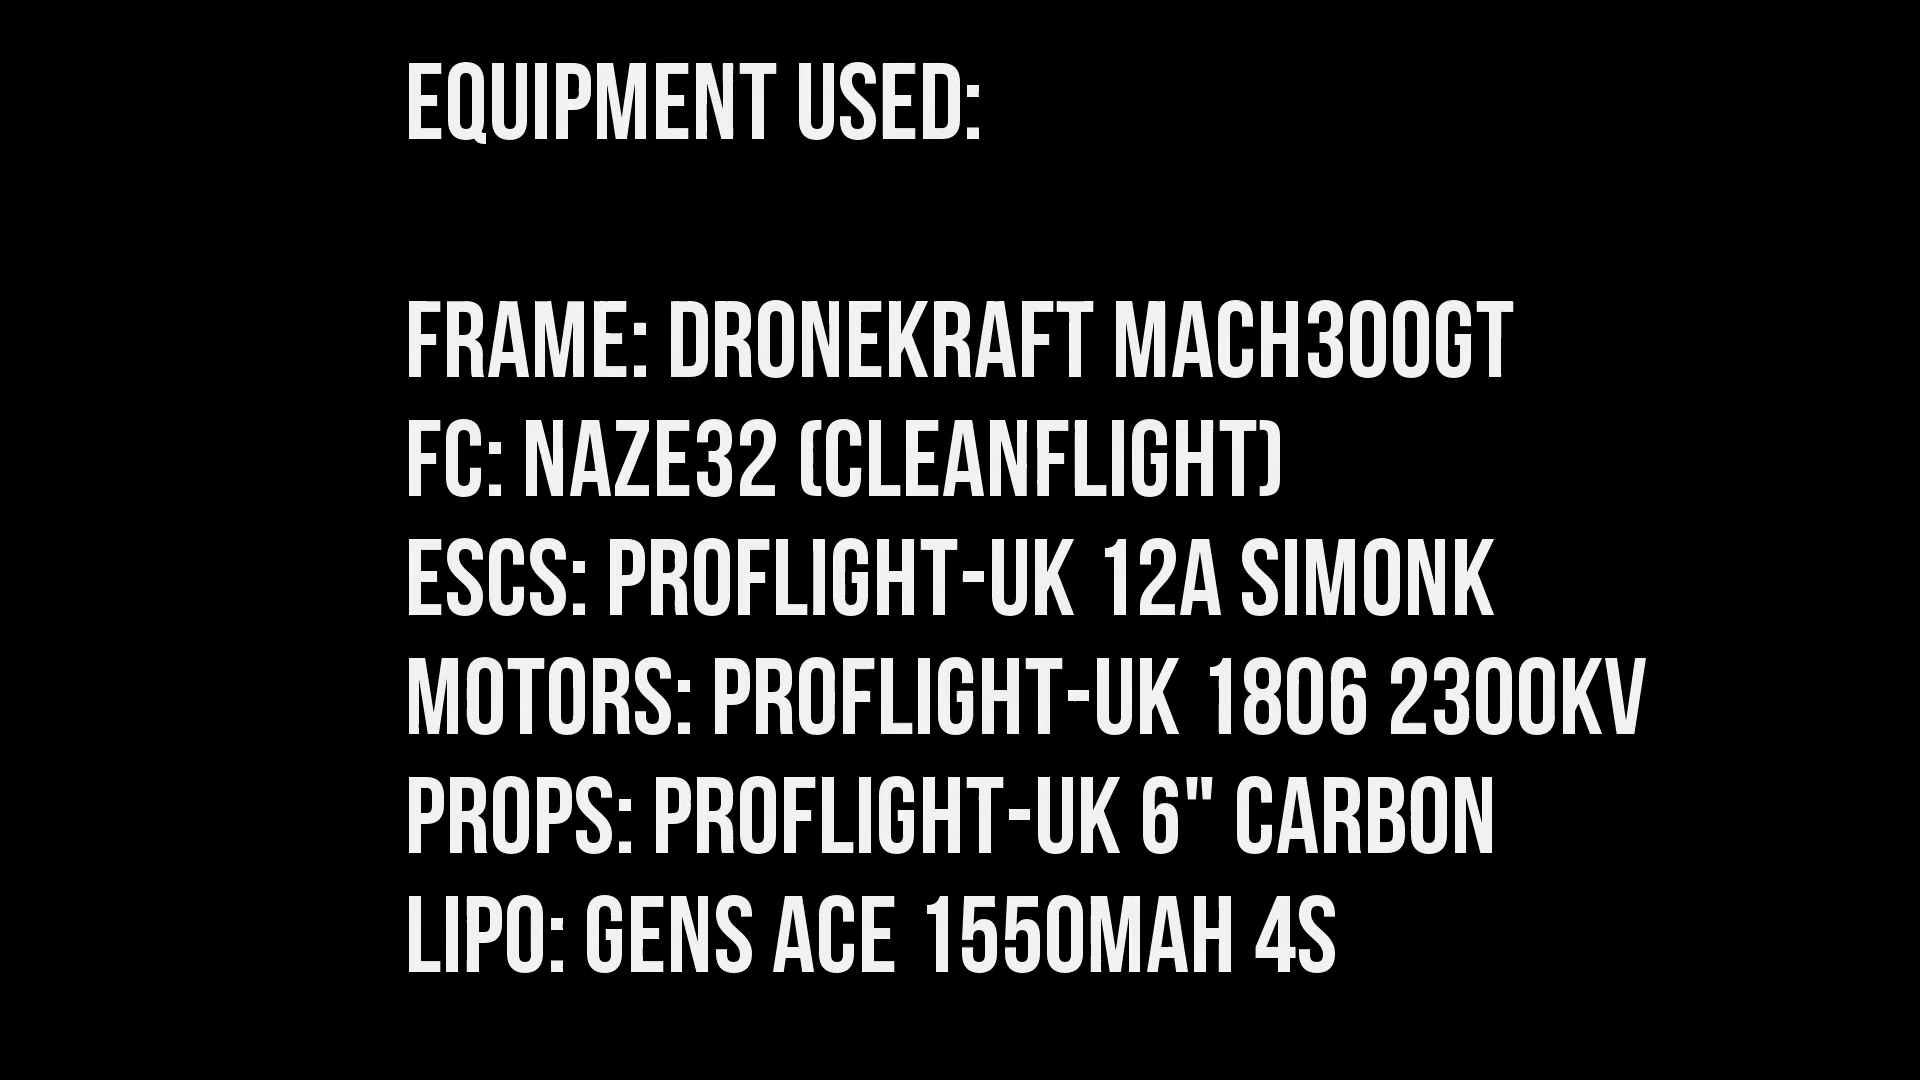 EQUIPMENT USED:
FRAME: DRONEKRAFT MACH300GT
FC: NAZE32 (CLEANFLIGHT)
ESCS: PROFLIGHT-UK 12A SIMONK
MOTORS: PROFLIGHT-UK 1806 2300KV
PROPS: PROFLIGHT-UK 6" CARBON
LIPO: GENS ACE 1550MAH 4S